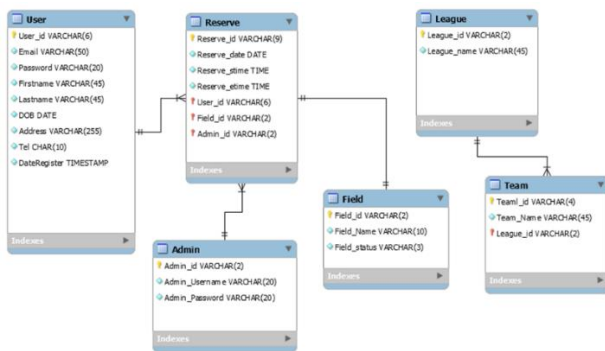 User
User_id VARCHAR(6)
Email VARCHAR(50)
Password VARCHAR(20)
Firstname VARCHAR(45)
Lastname VARCHAR(45)
DOB DATE
Address VARCHAR(255)
Tel CHAR(10)
DateRegister TIMESTAMP
Indexes
Reserve
Reserve_id VARCHAR(9)
Reserve_date DATE
Reserve_stime TIME
Reserve_etime TIME
User_id VARCHAR(6)
Field_id VARCHAR(2)
Admin_id VARCHAR(2)
Indexes
League
League_id VARCHAR(2)
League_name VARCHAR(45)
Indexes
Admin
Admin_id VARCHAR(2)
Admin_Username VARCHAR(20)
Admin_Password VARCHAR(20)
Indexes
Field
Field_id VARCHAR(2)
Field_Name VARCHAR(10)
Field_status VARCHAR(3)
Indexes
Team
Teaml_id VARCHAR(4)
Team_Name VARCHAR(45)
League_id VARCHAR(2)
Indexes